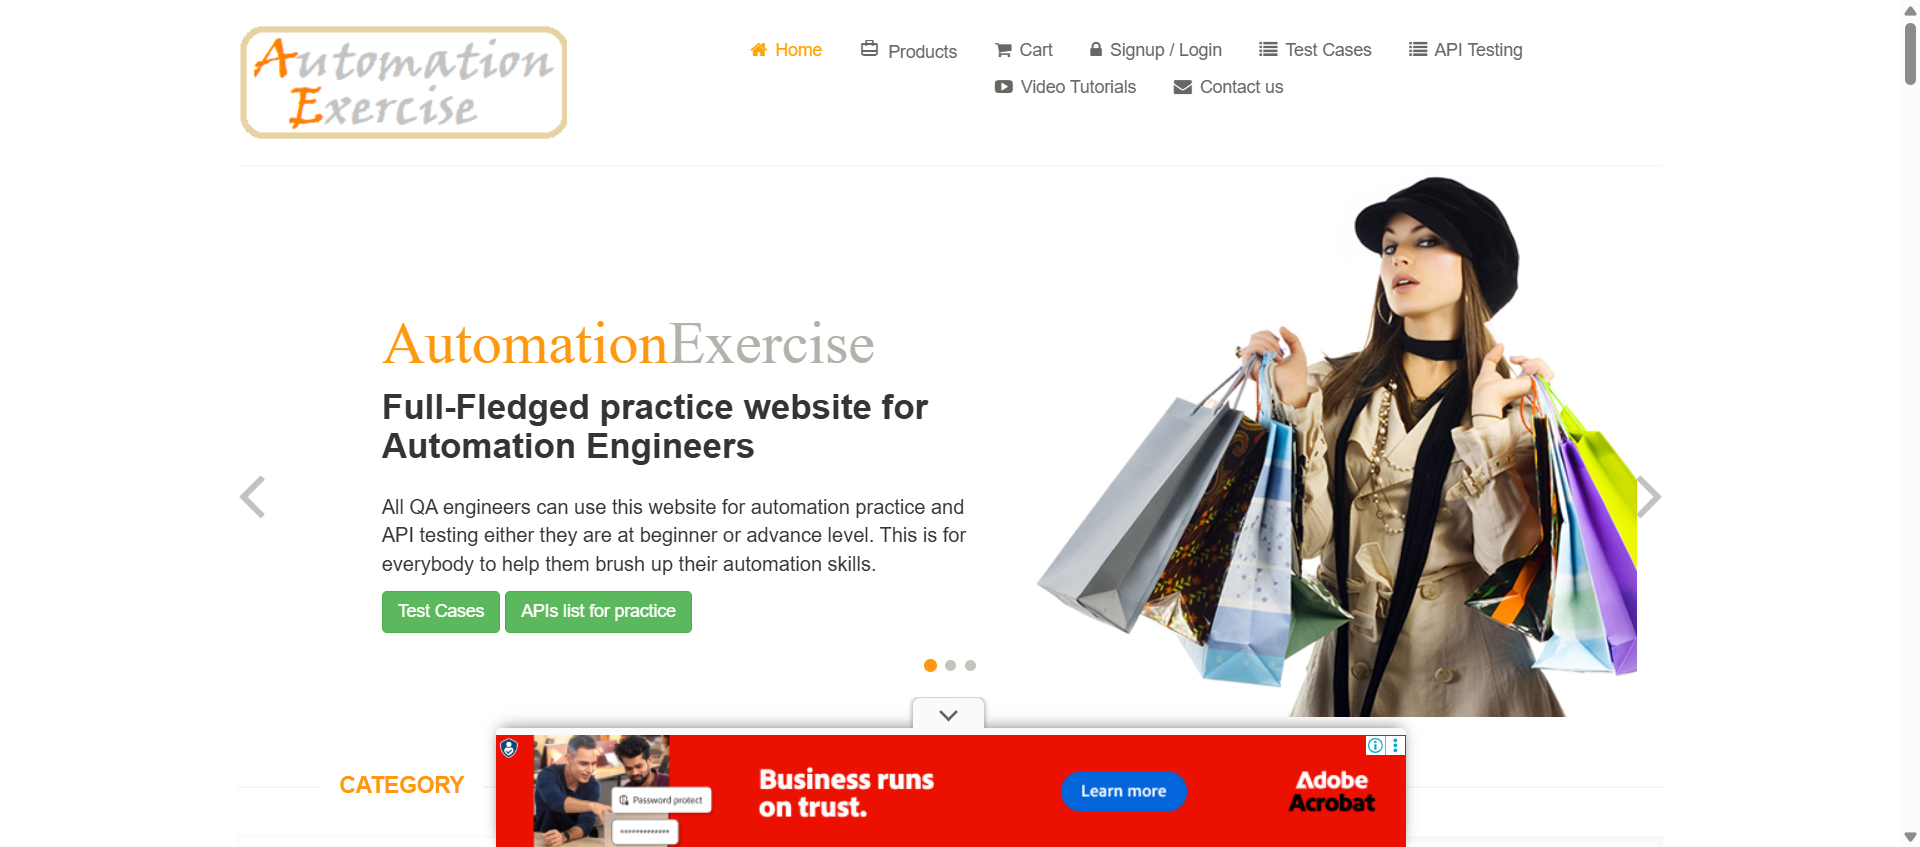 Automation
Exercise
Home
Products
Cart
Signup / Login
Test Cases
API Testing
Video Tutorials
Contact us
AutomationExercise
Full-Fledged practice website for
Automation Engineers
All QA engineers can use this website for automation practice and
API testing either they are at beginner or advance level. This is for
everybody to help them brush up their automation skills.
Test Cases
APIs list for practice
CATEGORY
Password protect
************
Business runs
on trust.
Learn more
Adobe
Acrobat